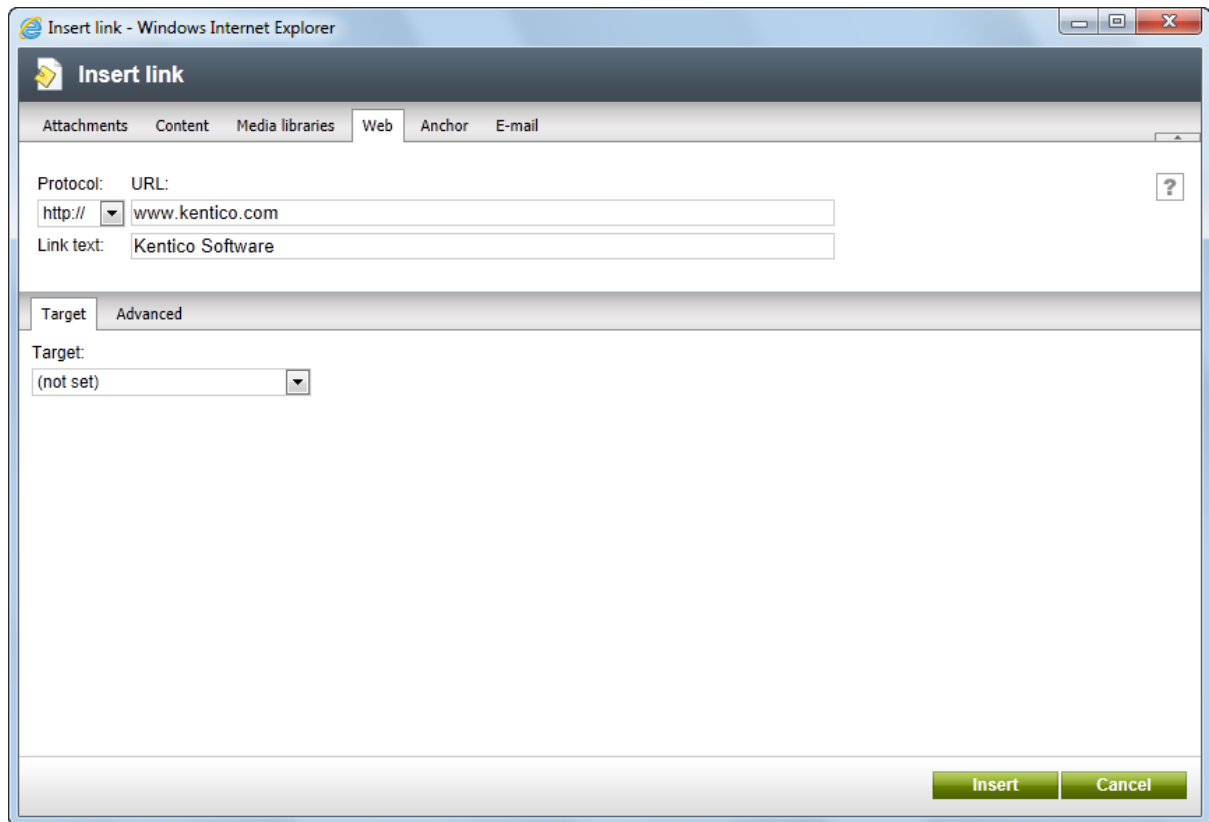 Insert link - Windows Internet Explorer
Insert link
Attachments Content Media libraries Web Anchor E-mail
Protocol: URL:
?
http:// www.kentico.com
Link text: Kentico Software
Target Advanced
Target:
(not set)
Insert Cancel